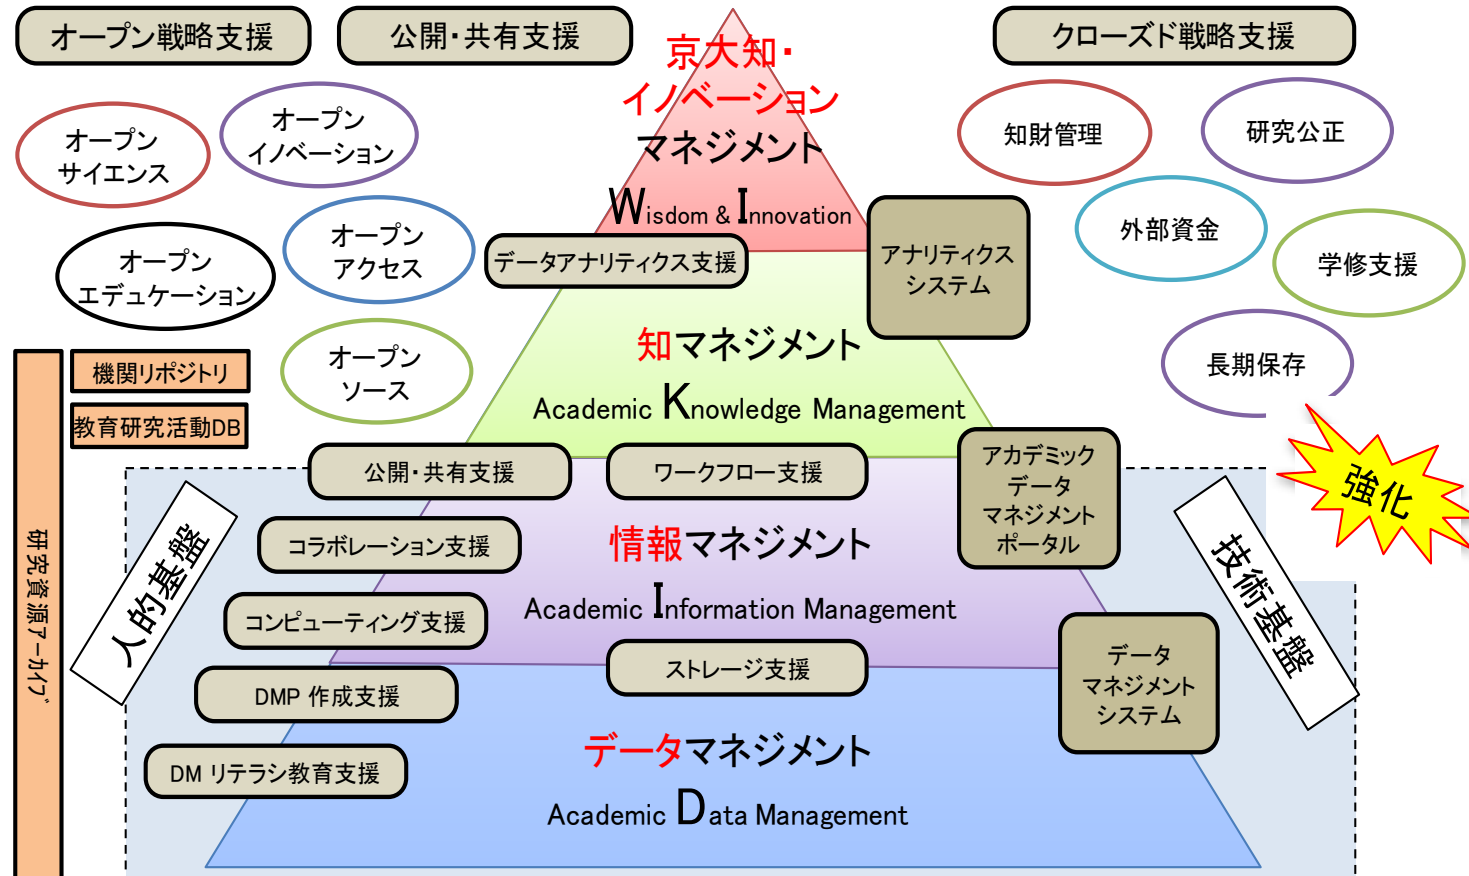 オープン戦略支援
公開・共有支援
クローズド戦略支援
京大知・
イノベーション
マネジメント
Wisdom & Innovation
オープン
サイエンス
オープン
イノベーション
オープン
エデュケーション
オープン
アクセス
オープン
ソース
知財管理
研究公正
外部資金
学修支援
長期保存
データアナリティクス支援
アナリティクス
システム
知マネジメント
Academic Knowledge Management
機関リポジトリ
教育研究活動DB
研究資源アーカイブ
人的基盤
公開・共有支援
ワークフロー支援
アカデミック
データ
マネジメント
ポータル
強化
コラボレーション支援
情報マネジメント
Academic Information Management
コンピューティング支援
技術基盤
ストレージ支援
データ
マネジメント
システム
DMP 作成支援
データマネジメント
Academic Data Management
DM リテラシ教育支援